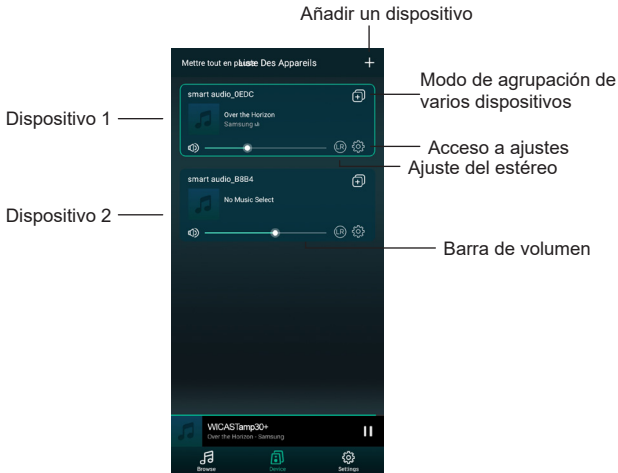 Añadir un dispositivo
Mettre tout en pause Liste Des Appareils
smart audio_0EDC
Over the Horizon
Samsung
LR
Modo de agrupación de
varios dispositivos
Dispositivo 1
Acceso a ajustes
Ajuste del estéreo
smart audio_B8B4
No Music Select
LR
Dispositivo 2
Barra de volumen
WICASTamp30+
Over the Horizon - Samsung
Browse
Device
Settings